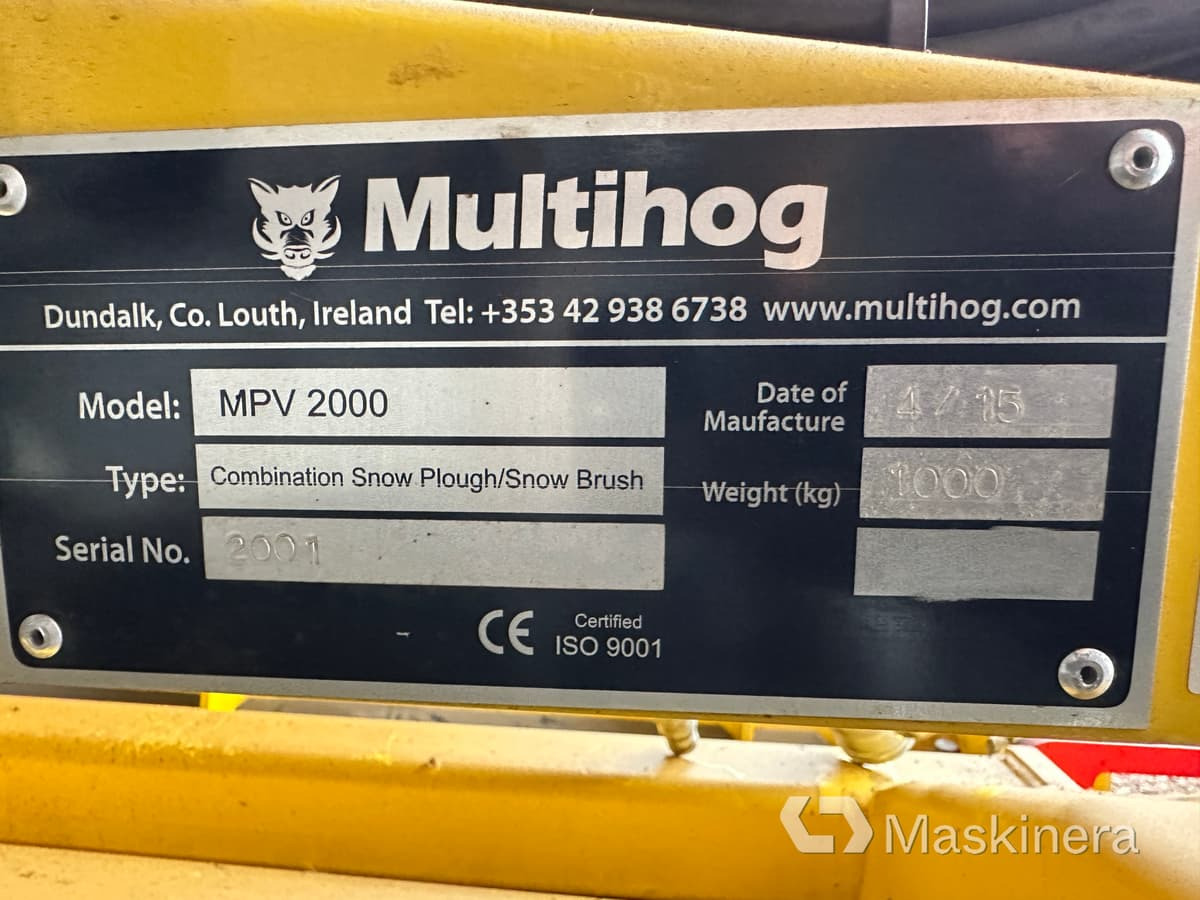 Multihog
Dundalk, Co. Louth, Ireland Tel: +353 42 938 6738 www.multihog.com
Model: MPV 2000
Type: Combination Snow Plough/Snow Brush
Serial No. 2001
Date of
Maufacture 4/15
Weight (kg) 1000
CE
Certified
ISO 9001
Maskinera